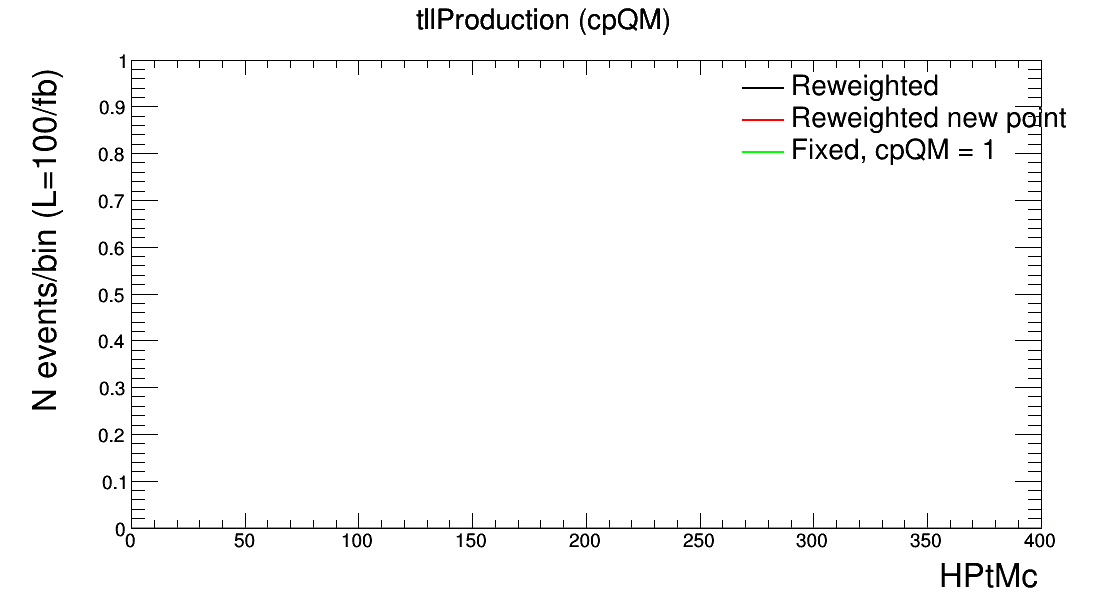 tllProduction (cpQM)
N events/bin (L=100/fb)
1
0.9
0.8
0.7
0.6
0.5
0.4
0.3
0.2
0.1
0
Reweighted
Reweighted new point
Fixed, cpQM = 1
0 50 100 150 200 250 300 350 400
HPtMc